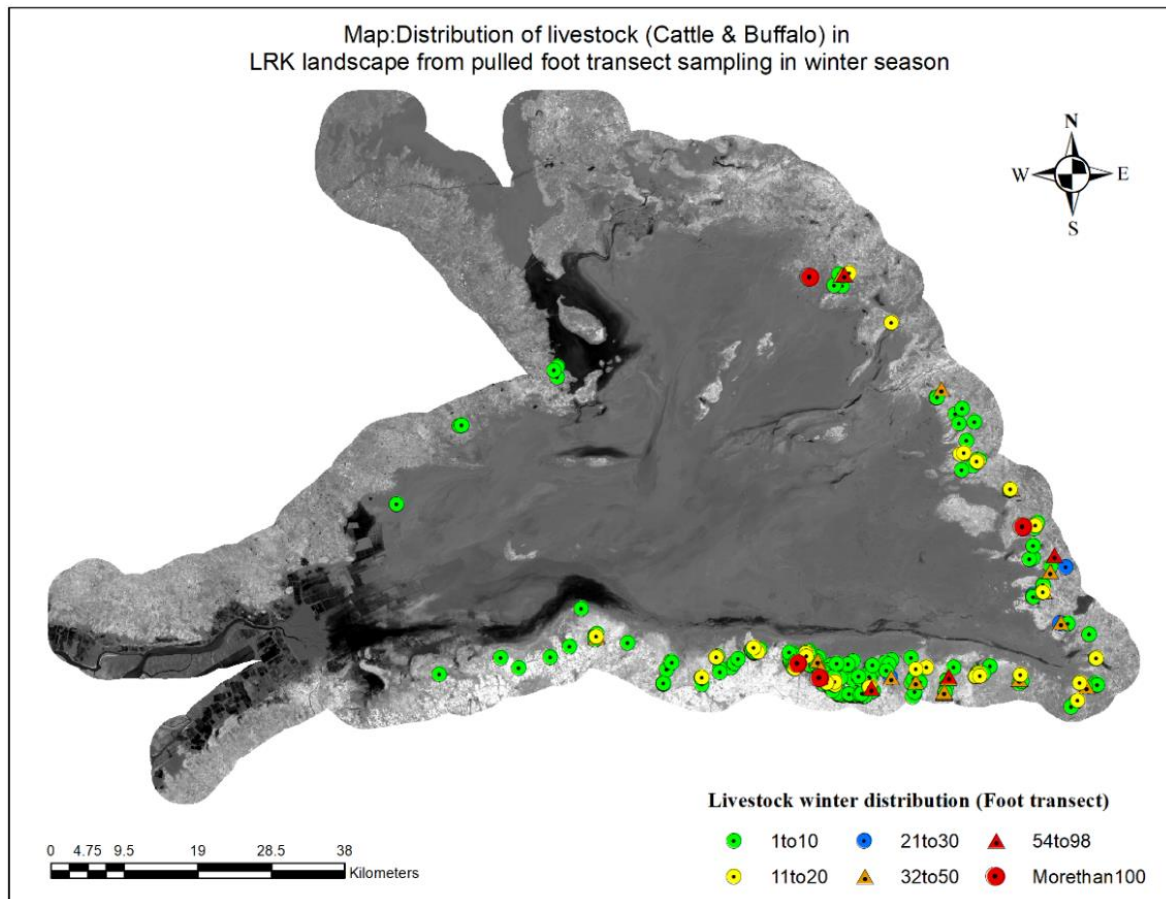 Map:Distribution of livestock (Cattle & Buffalo) in
LRK landscape from pulled foot transect sampling in winter season
N
W E
S
Livestock winter distribution (Foot transect)
1to10 21to30 54to98
11to20 32to50 Morethan100
0 4.75 9.5 19 28.5 38
Kilometers